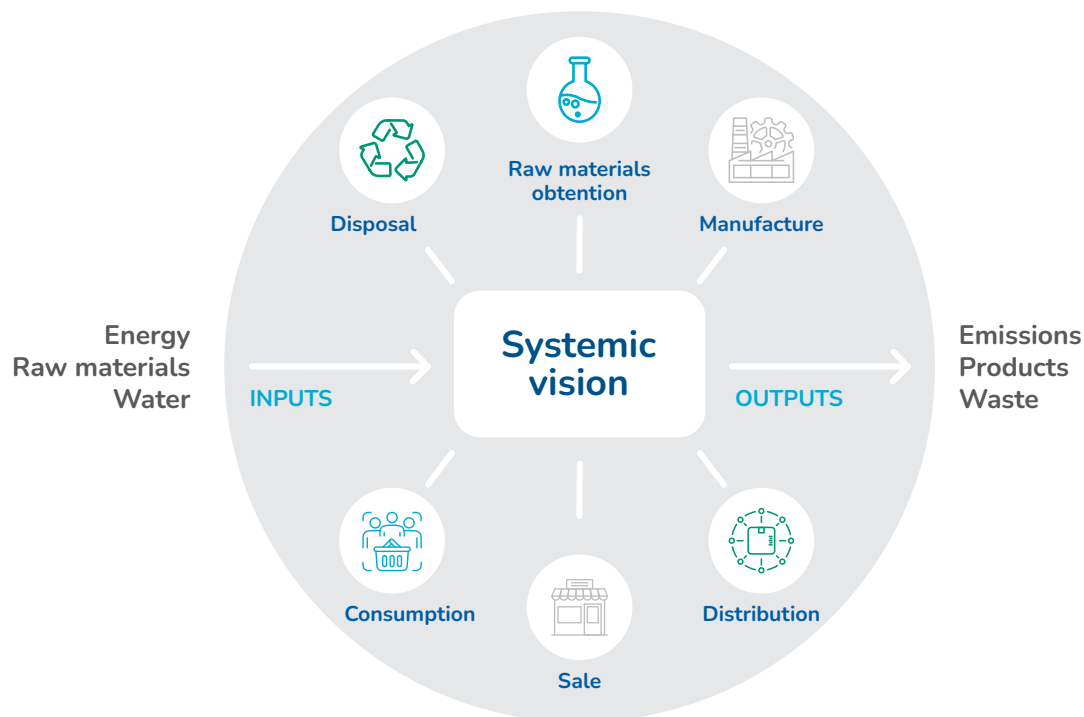 Raw materials
obtention
Disposal
Manufacture
Energy
Raw materials
Water
INPUTS
Systemic
vision
OUTPUTS
Emissions
Products
Waste
Consumption
Sale
Distribution